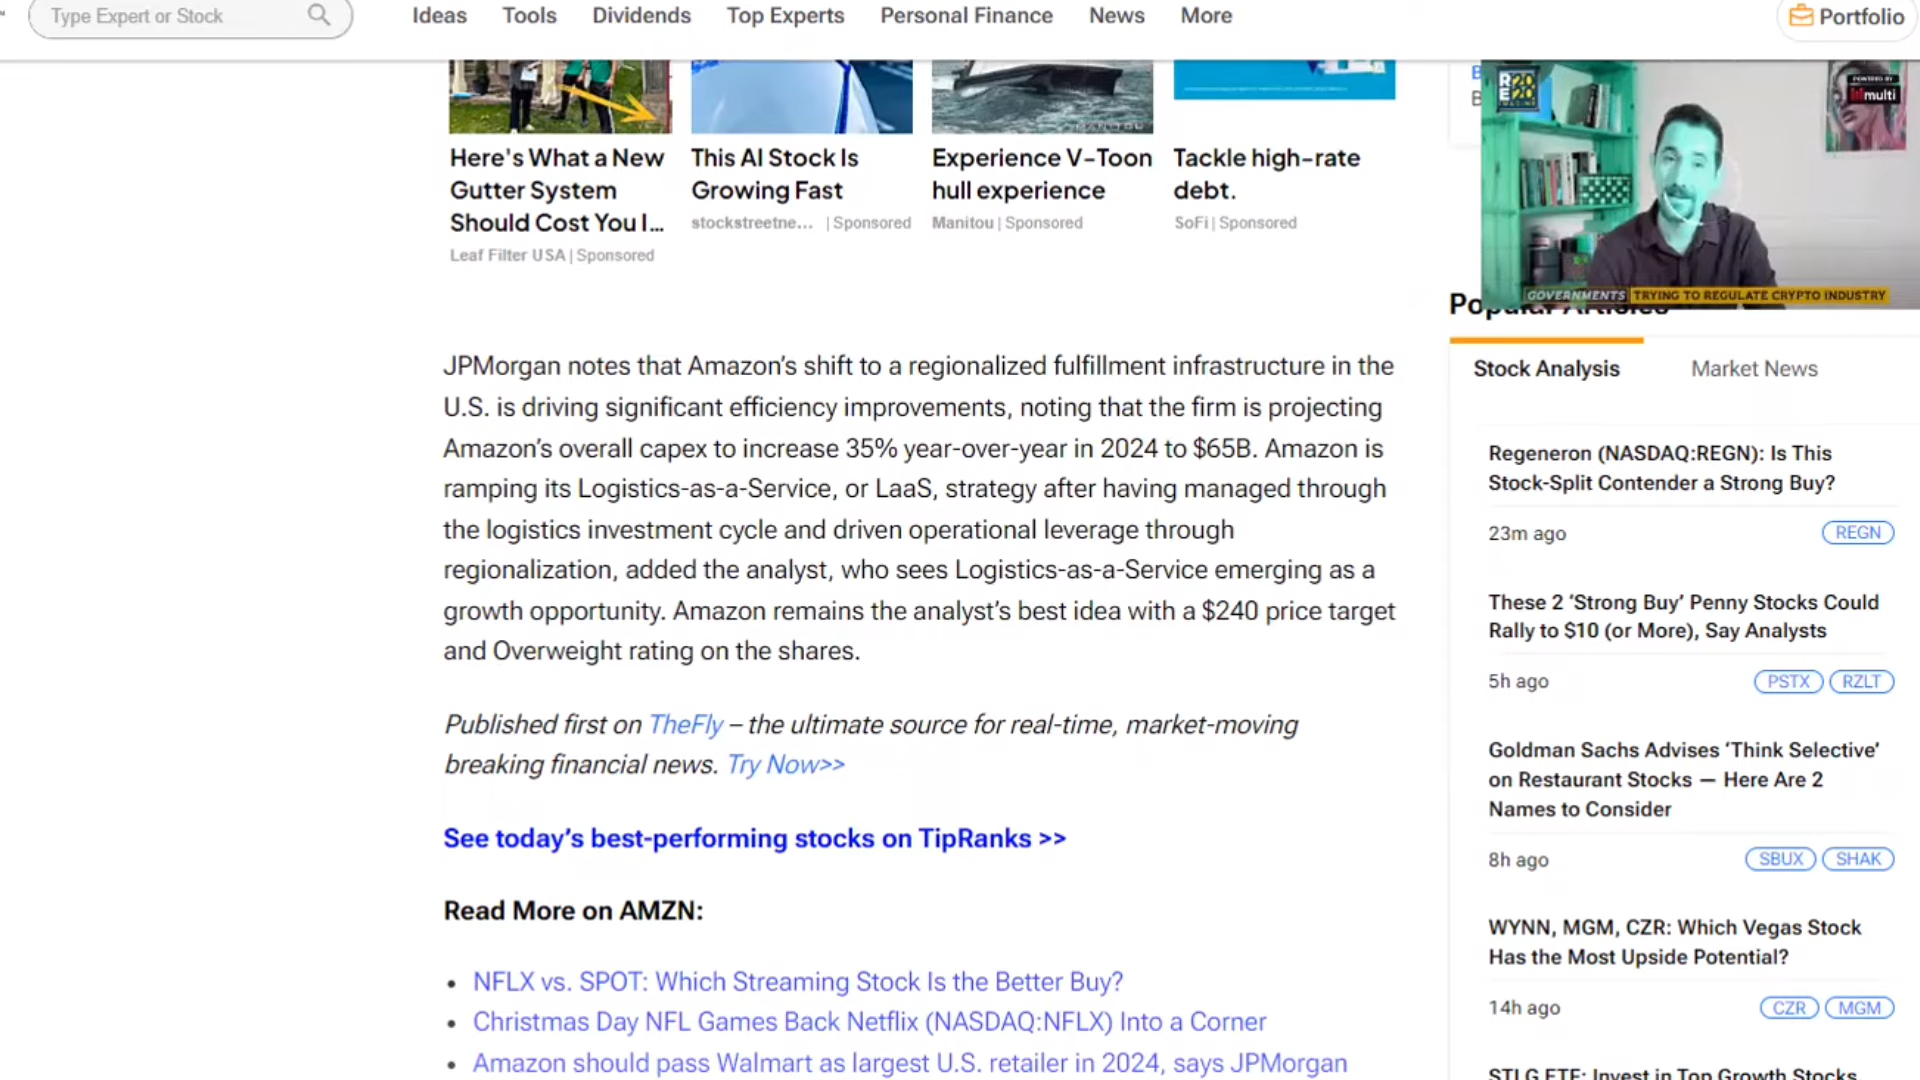 Type Expert or Stock
Ideas
Tools
Dividends
Top Experts
Personal Finance
News
More
Portfolio
Here's What a New
Gutter System
Should Cost You I...
Leaf Filter USA | Sponsored
This AI Stock Is
Growing Fast
stockstreetne... | Sponsored
Experience V-Toon
hull experience
Manitou | Sponsored
Tackle high-rate
debt.
SoFi | Sponsored
POWERED BY
multi
GOVERNMENTS TRYING TO REGULATE CRYPTO INDUSTRY
JPMorgan notes that Amazon’s shift to a regionalized fulfillment infrastructure in the
U.S. is driving significant efficiency improvements, noting that the firm is projecting
Amazon’s overall capex to increase 35% year-over-year in 2024 to $65B. Amazon is
ramping its Logistics-as-a-Service, or LaaS, strategy after having managed through
the logistics investment cycle and driven operational leverage through
regionalization, added the analyst, who sees Logistics-as-a-Service emerging as a
growth opportunity. Amazon remains the analyst’s best idea with a $240 price target
and Overweight rating on the shares.
Published first on TheFly – the ultimate source for real-time, market-moving
breaking financial news. Try Now>>
See today’s best-performing stocks on TipRanks >>
Read More on AMZN:
• NFLX vs. SPOT: Which Streaming Stock Is the Better Buy?
• Christmas Day NFL Games Back Netflix (NASDAQ:NFLX) Into a Corner
• Amazon should pass Walmart as largest U.S. retailer in 2024, says JPMorgan
Popular Articles
Stock Analysis
Market News
Regeneron (NASDAQ:REGN): Is This
Stock-Split Contender a Strong Buy?
23m ago
REGN
These 2 ‘Strong Buy’ Penny Stocks Could
Rally to $10 (or More), Say Analysts
5h ago
PSTX
RZLT
Goldman Sachs Advises ‘Think Selective’
on Restaurant Stocks — Here Are 2
Names to Consider
8h ago
SBUX
SHAK
WYNN, MGM, CZR: Which Vegas Stock
Has the Most Upside Potential?
14h ago
CZR
MGM
STLG ETF: Invest in Top Growth Stocks